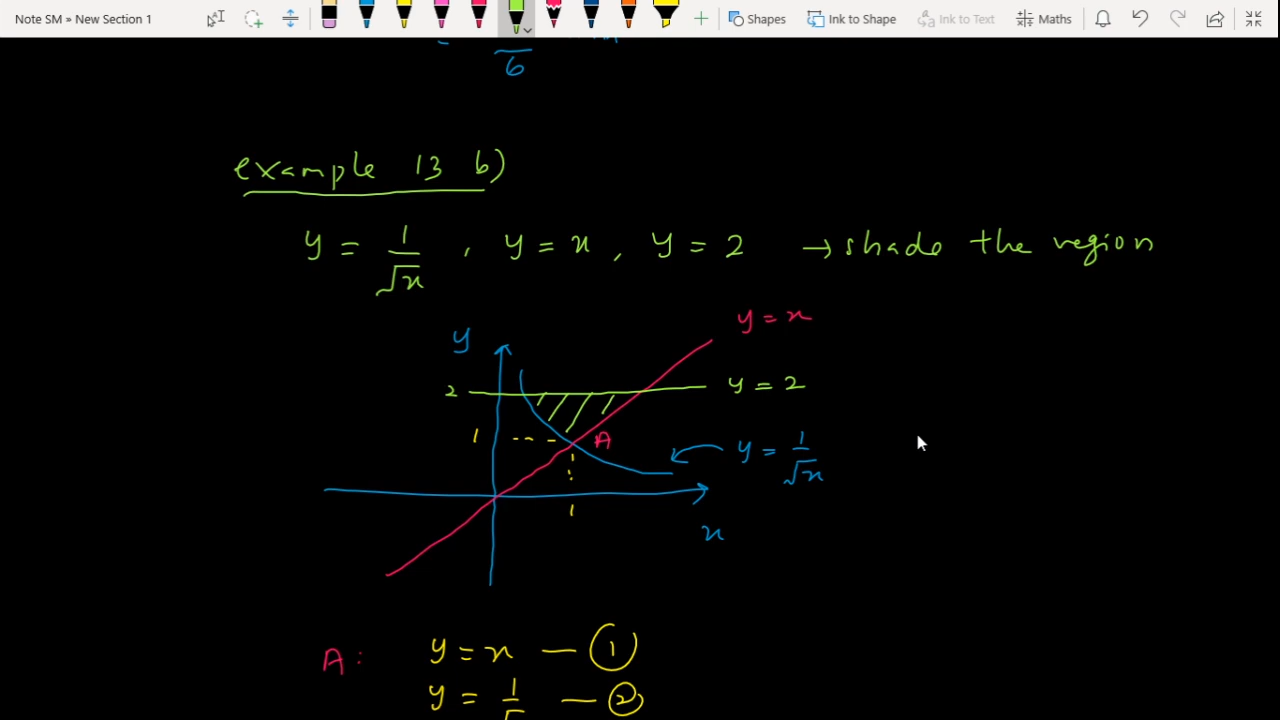 Note SM » New Section 1
Ink to Shape
Shapes
Ink to Text
Maths
6
example 13 b)
y = 1/√x , y = x , y = 2 → shade the region
y = x
y
2
y = 2
1
A
y = 1/√x
1
x
A: y = x — ①
y = 1/√ — ②